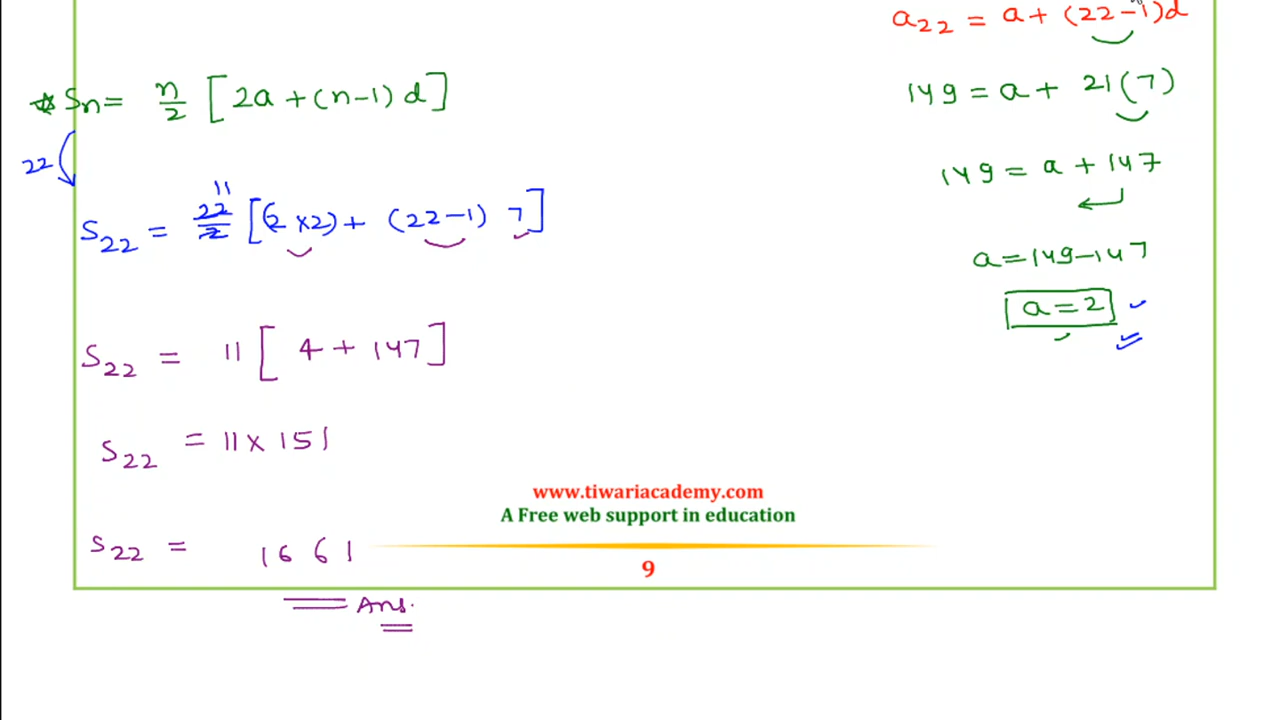 a22 = a + (22-1)d
Sn = n/2 [2a + (n-1) d]
149 = a + 21(7)
22
149 = a + 147
11
S22 = 22/2 [(2 x2) + (22-1) 7]
a = 149-147
a = 2
S22 = 11 [4 + 147]
S22 = 11 x 151
www.tiwariacademy.com
A Free web support in education
S22 = 1661
9
Ans.